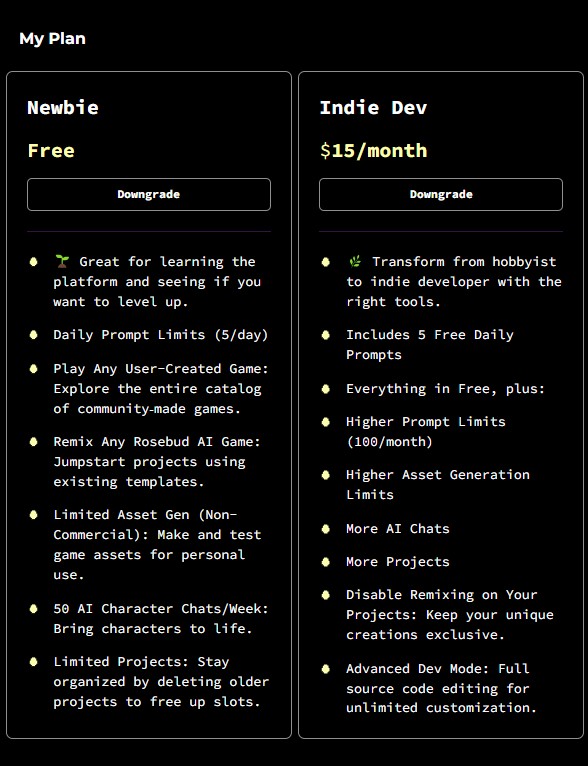 My Plan
Newbie
Free
Downgrade
🌱 Great for learning the
platform and seeing if you
want to level up.
Daily Prompt Limits (5/day)
Play Any User-Created Game:
Explore the entire catalog
of community-made games.
Remix Any Rosebud AI Game:
Jumpstart projects using
existing templates.
Limited Asset Gen (Non-
Commercial): Make and test
game assets for personal
use.
50 AI Character Chats/Week:
Bring characters to life.
Limited Projects: Stay
organized by deleting older
projects to free up slots.
Indie Dev
$15/month
Downgrade
🌿 Transform from hobbyist
to indie developer with the
right tools.
Includes 5 Free Daily
Prompts
Everything in Free, plus:
Higher Prompt Limits
(100/month)
Higher Asset Generation
Limits
More AI Chats
More Projects
Disable Remixing on Your
Projects: Keep your unique
creations exclusive.
Advanced Dev Mode: Full
source code editing for
unlimited customization.